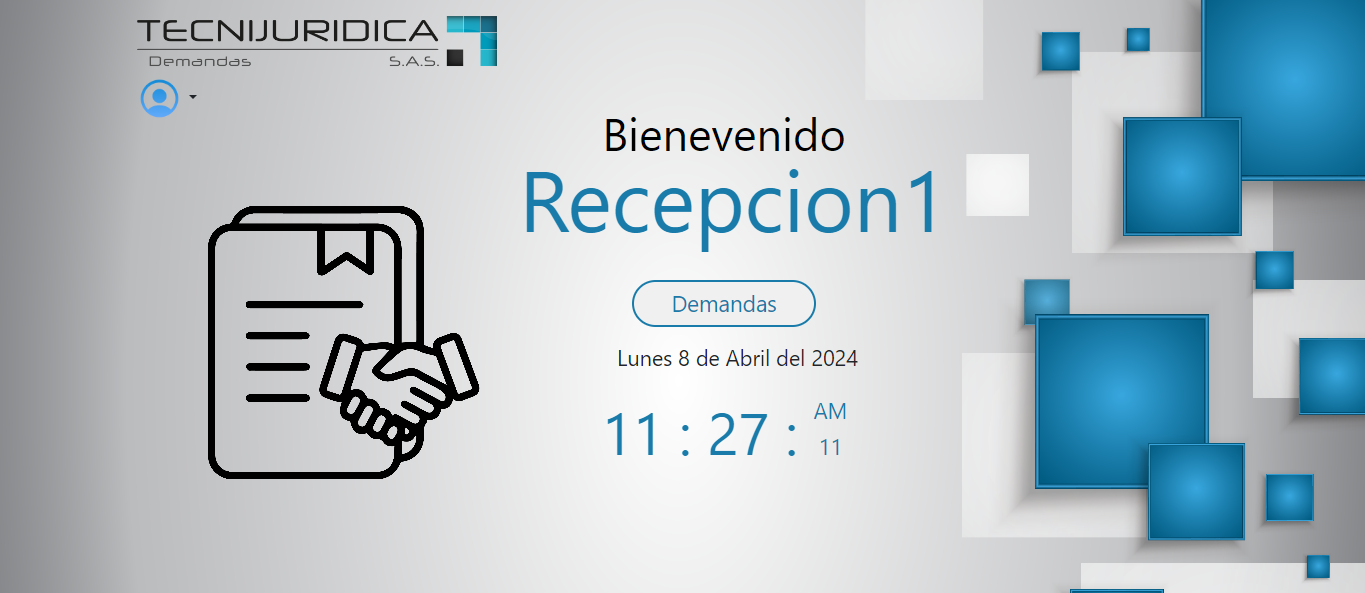 TECNIJURIDICA
Demandas S.A.S.
Bienevenido
Recepcion1
Demandas
Lunes 8 de Abril del 2024
11 : 27 : AM
11